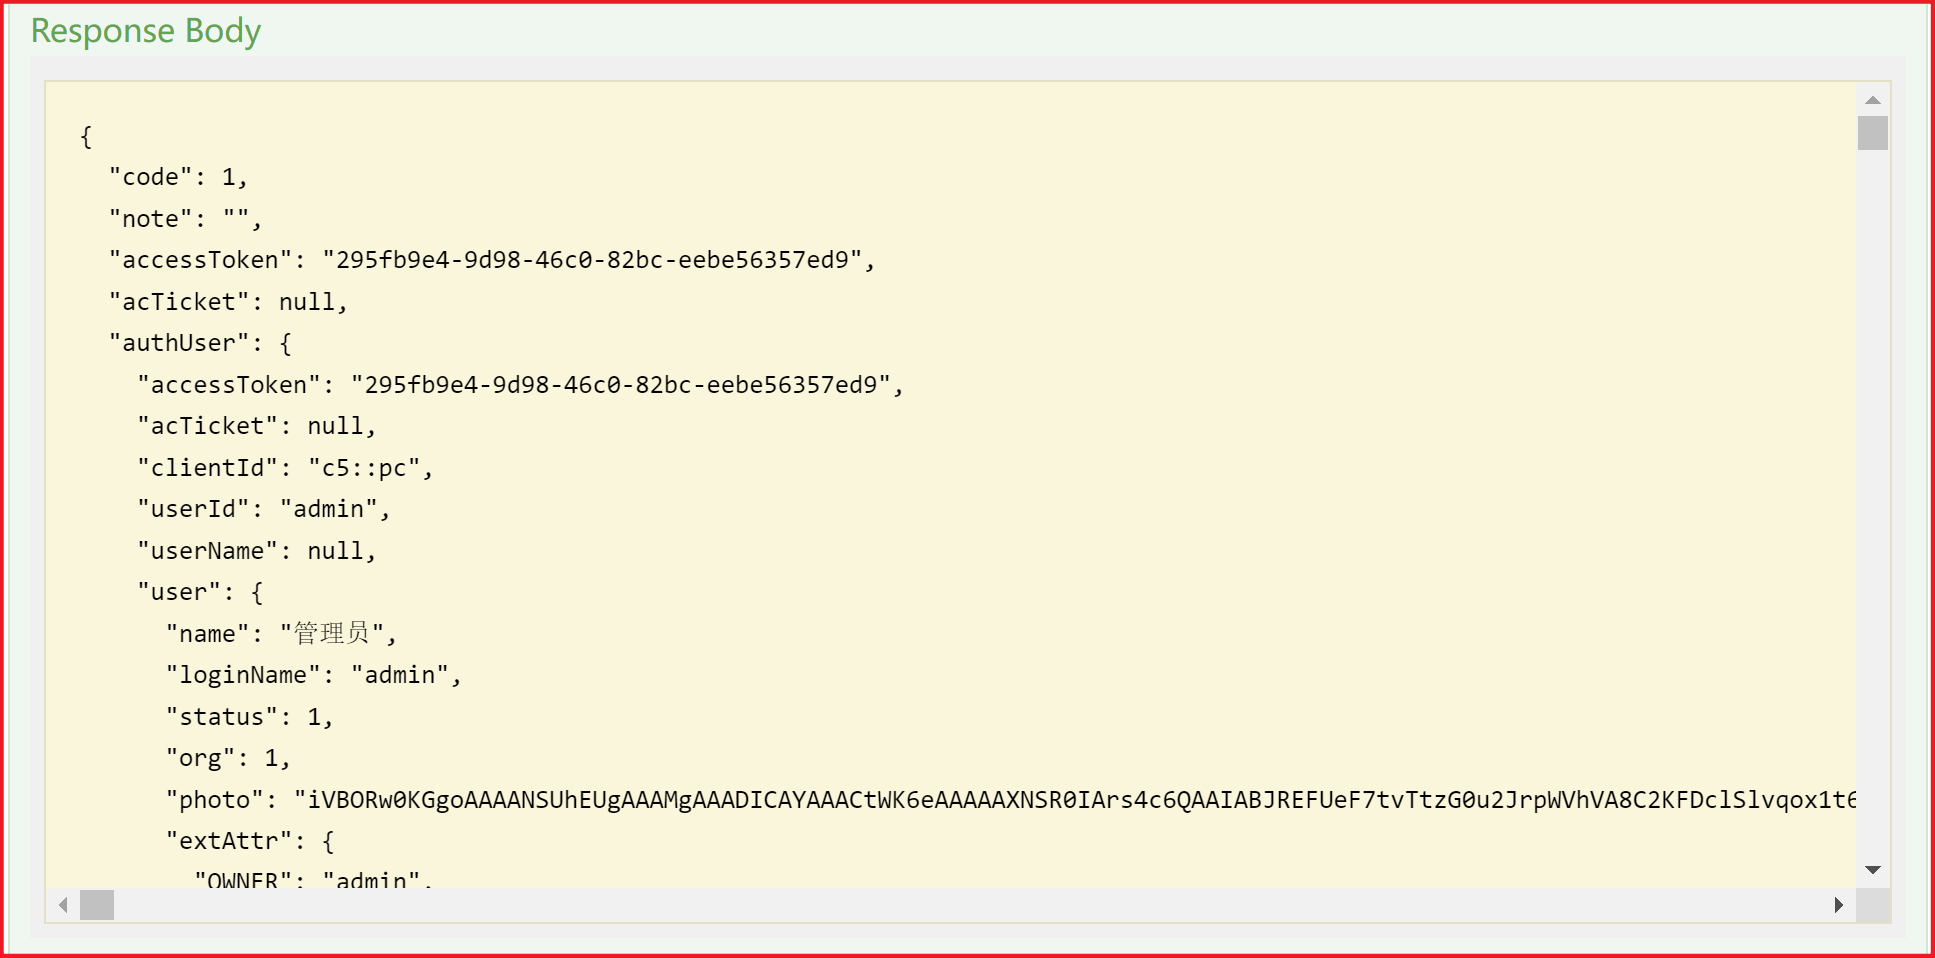 Response Body
{
"code": 1,
"note": "",
"accessToken": "295fb9e4-9d98-46c0-82bc-eebe56357ed9",
"acTicket": null,
"authUser": {
"accessToken": "295fb9e4-9d98-46c0-82bc-eebe56357ed9",
"acTicket": null,
"clientId": "c5::pc",
"userId": "admin",
"userName": null,
"user": {
"name": "管理员",
"loginName": "admin",
"status": 1,
"org": 1,
"photo": "iVBORw0KGgoAAAANSUhEUgAAAMgAAADICAYAAACtWK6eAAAAAXNSR0IArs4c6QAAIABJREFUeF7tvTtzG0u2JrpWVhVA8C2KFDclSlvqox1t6
"extAttr": {
"OWNER": "admin",